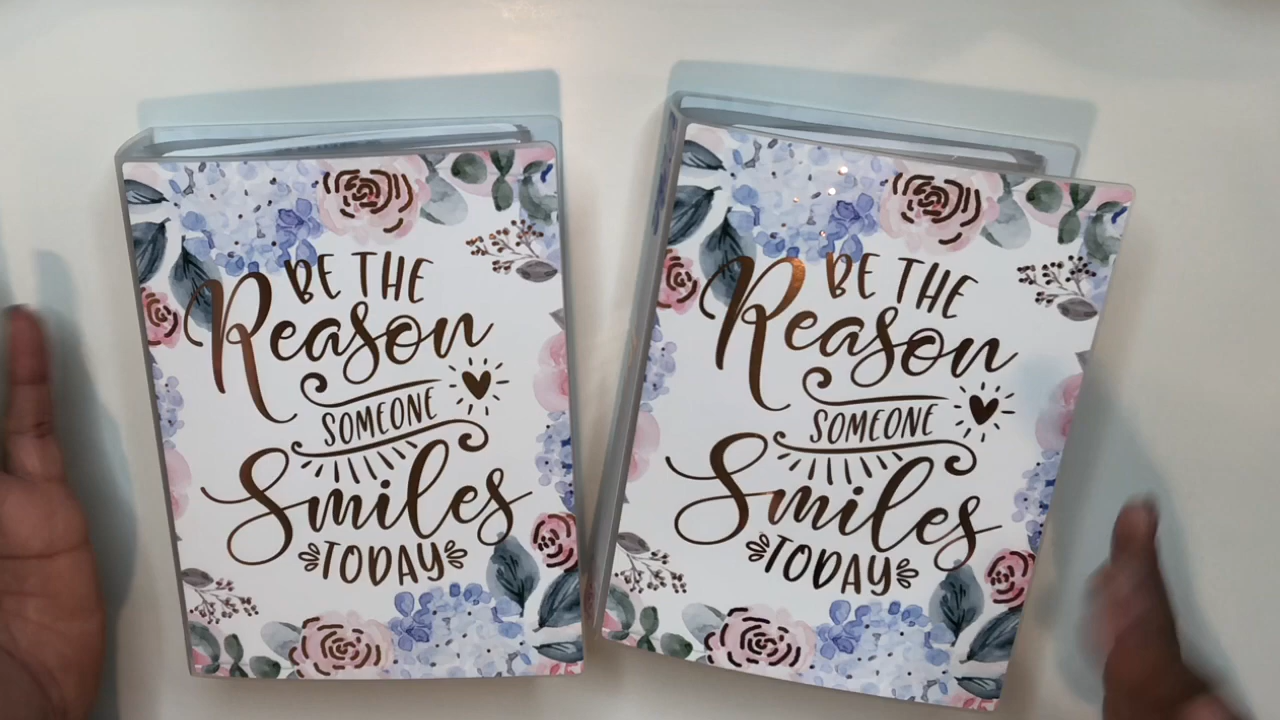 BE THE
Reason
SOMEONE
Smiles
TODAY
BE THE
Reason
SOMEONE
Smiles
TODAY